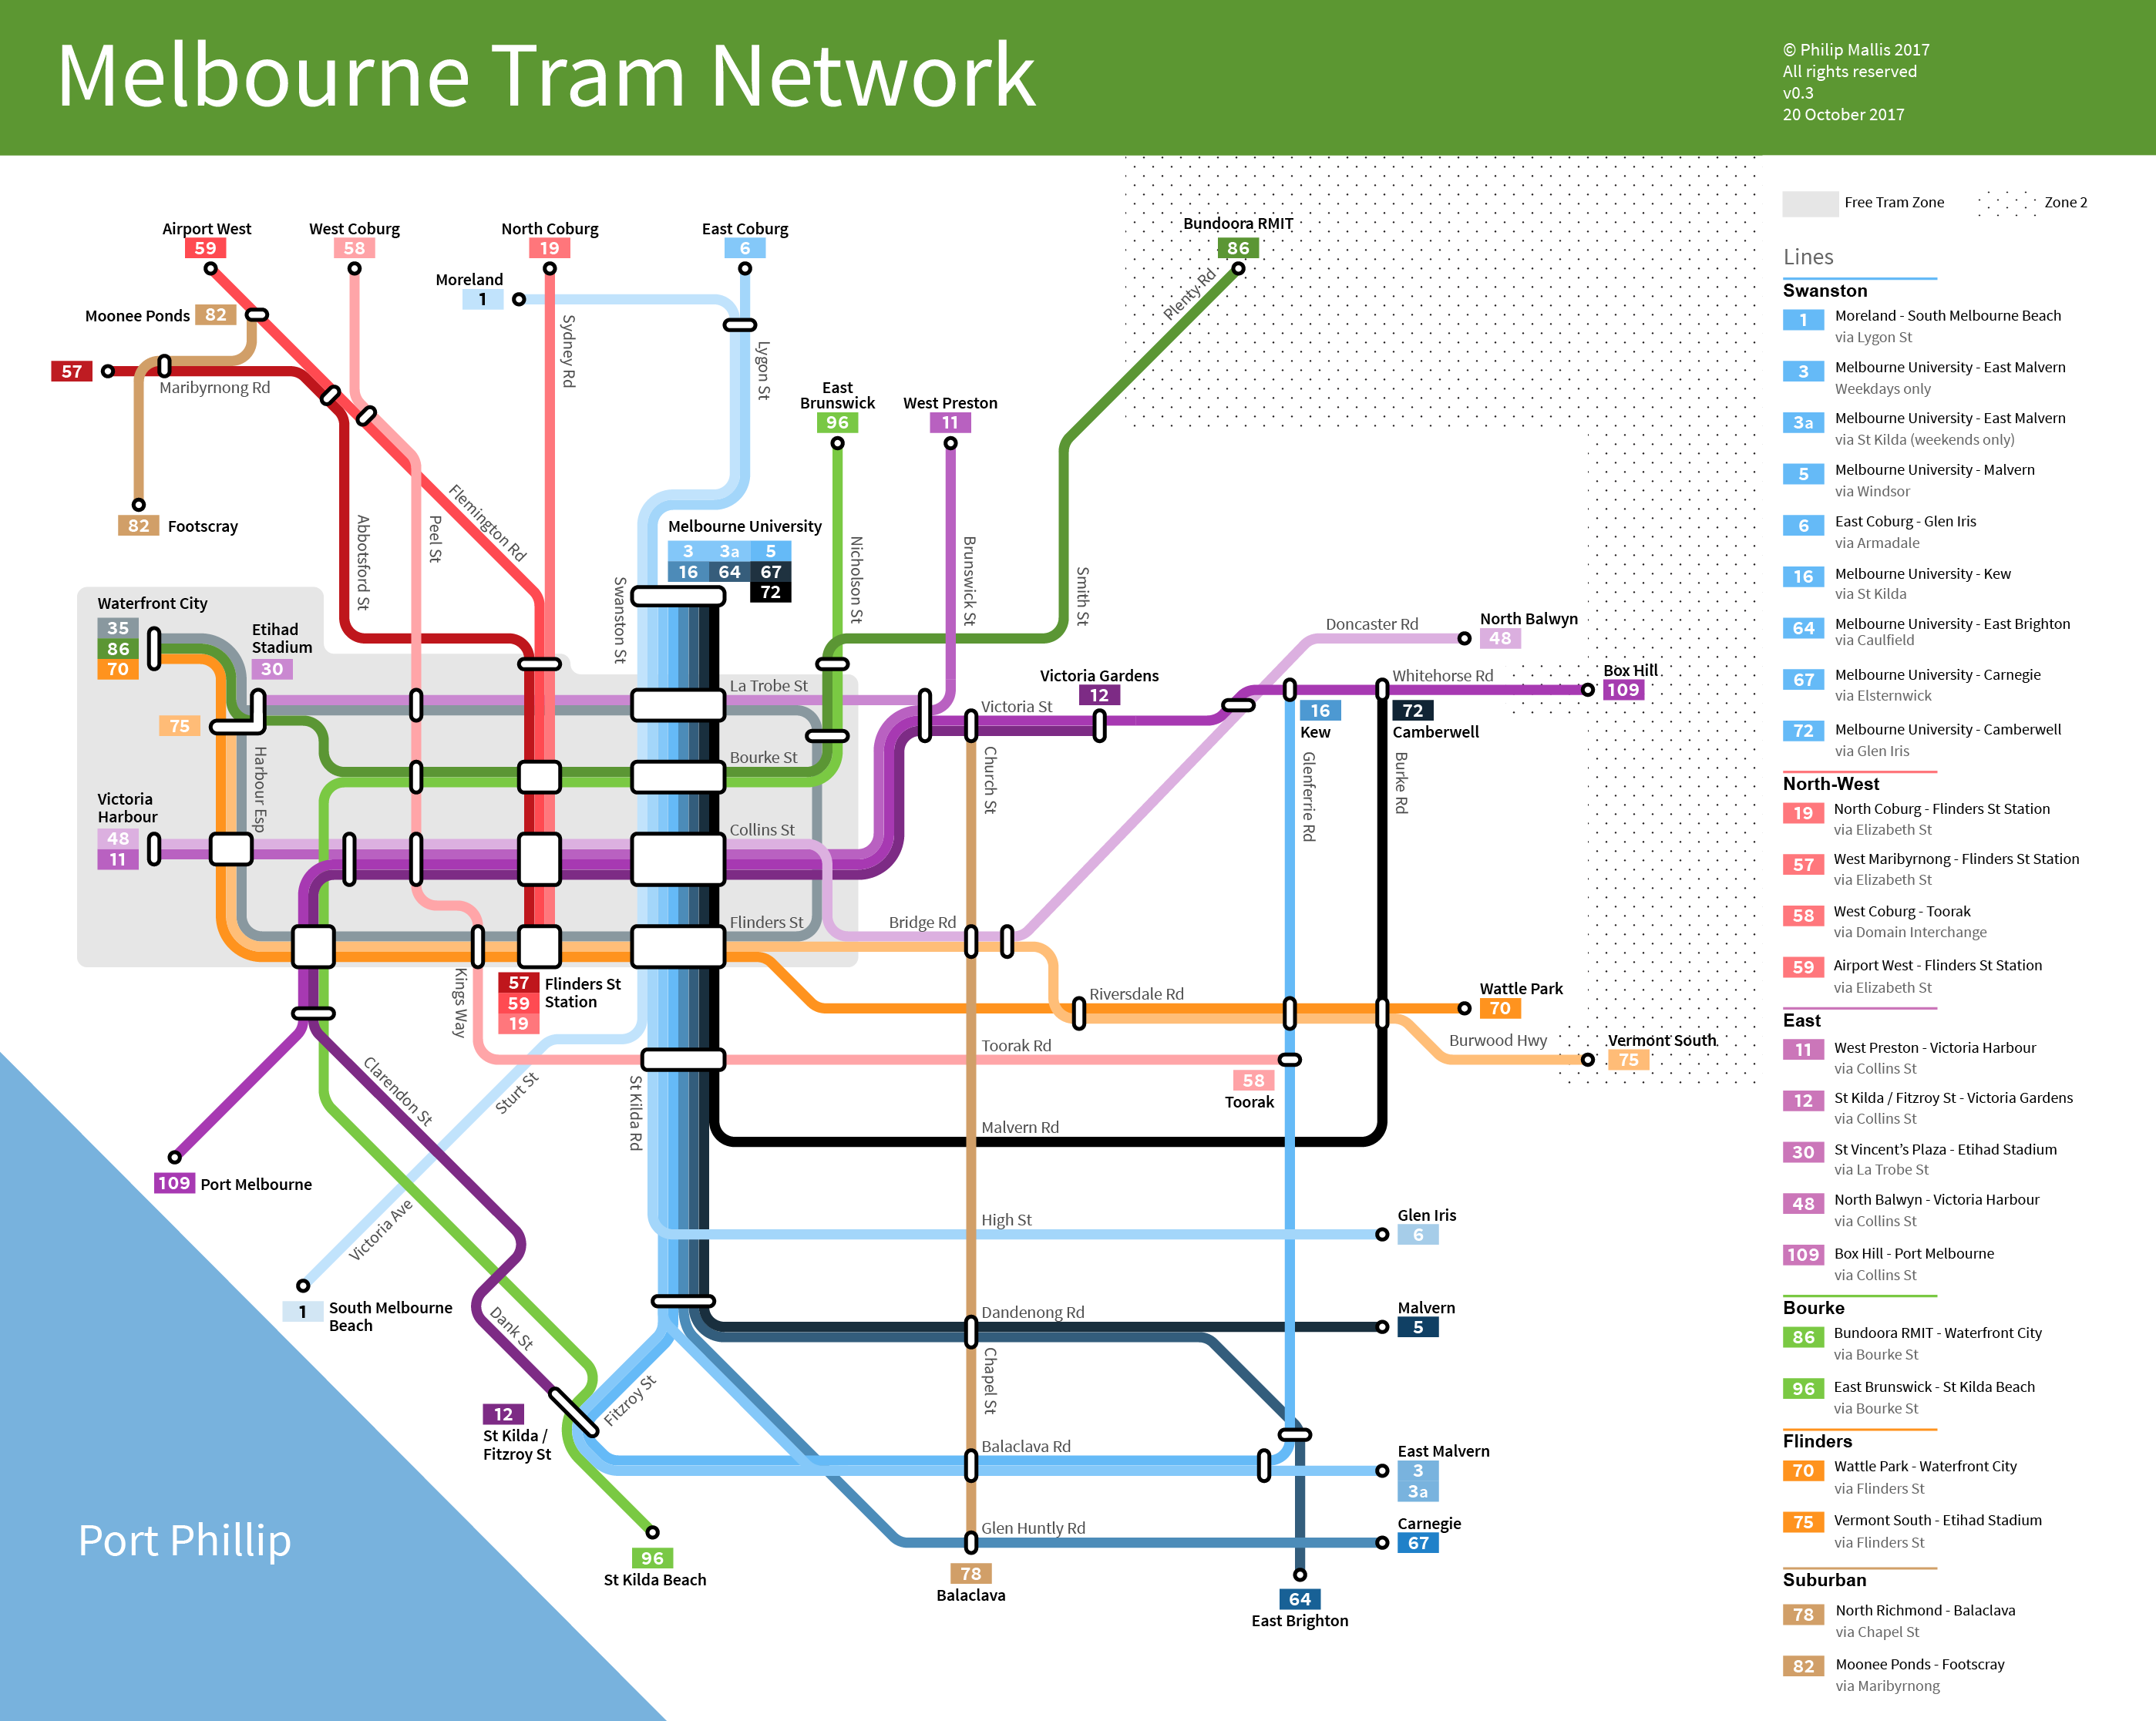 Melbourne Tram Network
© Philip Mallis 2017
All rights reserved
v0.3
20 October 2017
Airport West
59
West Coburg
58
North Coburg
19
East Coburg
6
Bundoora RMIT
86
Moreland
1
Moonee Ponds
82
57
Maribyrnong Rd
82
Footscray
Sydney Rd
Lygon St
Plenty Rd
East
Brunswick
96
West Preston
11
Flemington Rd
Abbotsford St
Peel St
Swanston St
Melbourne University
3
3a
5
16
64
67
72
Nicholson St
Brunswick St
Smith St
Waterfront City
35
86
70
Etihad
Stadium
30
75
Harbour Esp
Victoria
Harbour
48
11
La Trobe St
Bourke St
Collins St
Flinders St
Victoria Gardens
12
Victoria St
Church St
Bridge Rd
Doncaster Rd
North Balwyn
48
Whitehorse Rd
Box Hill
109
16
Kew
72
Camberwell
Glenferrie Rd
Burke Rd
Kings Way
57
59
19
Flinders St
Station
Riversdale Rd
Wattle Park
70
Burwood Hwy
Vermont South
75
Toorak Rd
58
Toorak
Clarendon St
Sturt St
St Kilda Rd
Malvern Rd
109
Port Melbourne
Victoria Ave
1
South Melbourne
Beach
High St
Glen Iris
6
Dank St
Dandenong Rd
Malvern
5
Chapel St
Fitzroy St
12
St Kilda /
Fitzroy St
Balaclava Rd
East Malvern
3
3a
Glen Huntly Rd
Carnegie
67
96
St Kilda Beach
78
Balaclava
64
East Brighton
Port Phillip
Free Tram Zone
Zone 2
Lines
Swanston
1
Moreland - South Melbourne Beach
via Lygon St
3
Melbourne University - East Malvern
Weekdays only
3a
Melbourne University - East Malvern
via St Kilda (weekends only)
5
Melbourne University - Malvern
via Windsor
6
East Coburg - Glen Iris
via Armadale
16
Melbourne University - Kew
via St Kilda
64
Melbourne University - East Brighton
via Caulfield
67
Melbourne University - Carnegie
via Elsternwick
72
Melbourne University - Camberwell
via Glen Iris
North-West
19
North Coburg - Flinders St Station
via Elizabeth St
57
West Maribyrnong - Flinders St Station
via Elizabeth St
58
West Coburg - Toorak
via Domain Interchange
59
Airport West - Flinders St Station
via Elizabeth St
East
11
West Preston - Victoria Harbour
via Collins St
12
St Kilda / Fitzroy St - Victoria Gardens
via Collins St
30
St Vincent's Plaza - Etihad Stadium
via La Trobe St
48
North Balwyn - Victoria Harbour
via Collins St
109
Box Hill - Port Melbourne
via Collins St
Bourke
86
Bundoora RMIT - Waterfront City
via Bourke St
96
East Brunswick - St Kilda Beach
via Bourke St
Flinders
70
Wattle Park - Waterfront City
via Flinders St
75
Vermont South - Etihad Stadium
via Flinders St
Suburban
78
North Richmond - Balaclava
via Chapel St
82
Moonee Ponds - Footscray
via Maribyrnong